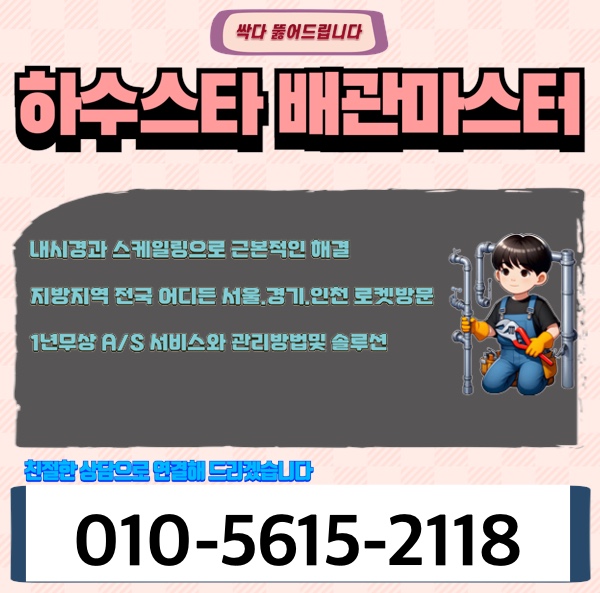 싹다 뚫어드립니다
하수스타 배관마스터
내시경과 스케일링으로 근본적인 해결
지방지역 전국 어디든 서울.경기.인천 로켓방문
1년무상 A/S 서비스와 관리방법및 솔루션
친절한 상담으로 연결해 드리겠습니다
010-5615-2118